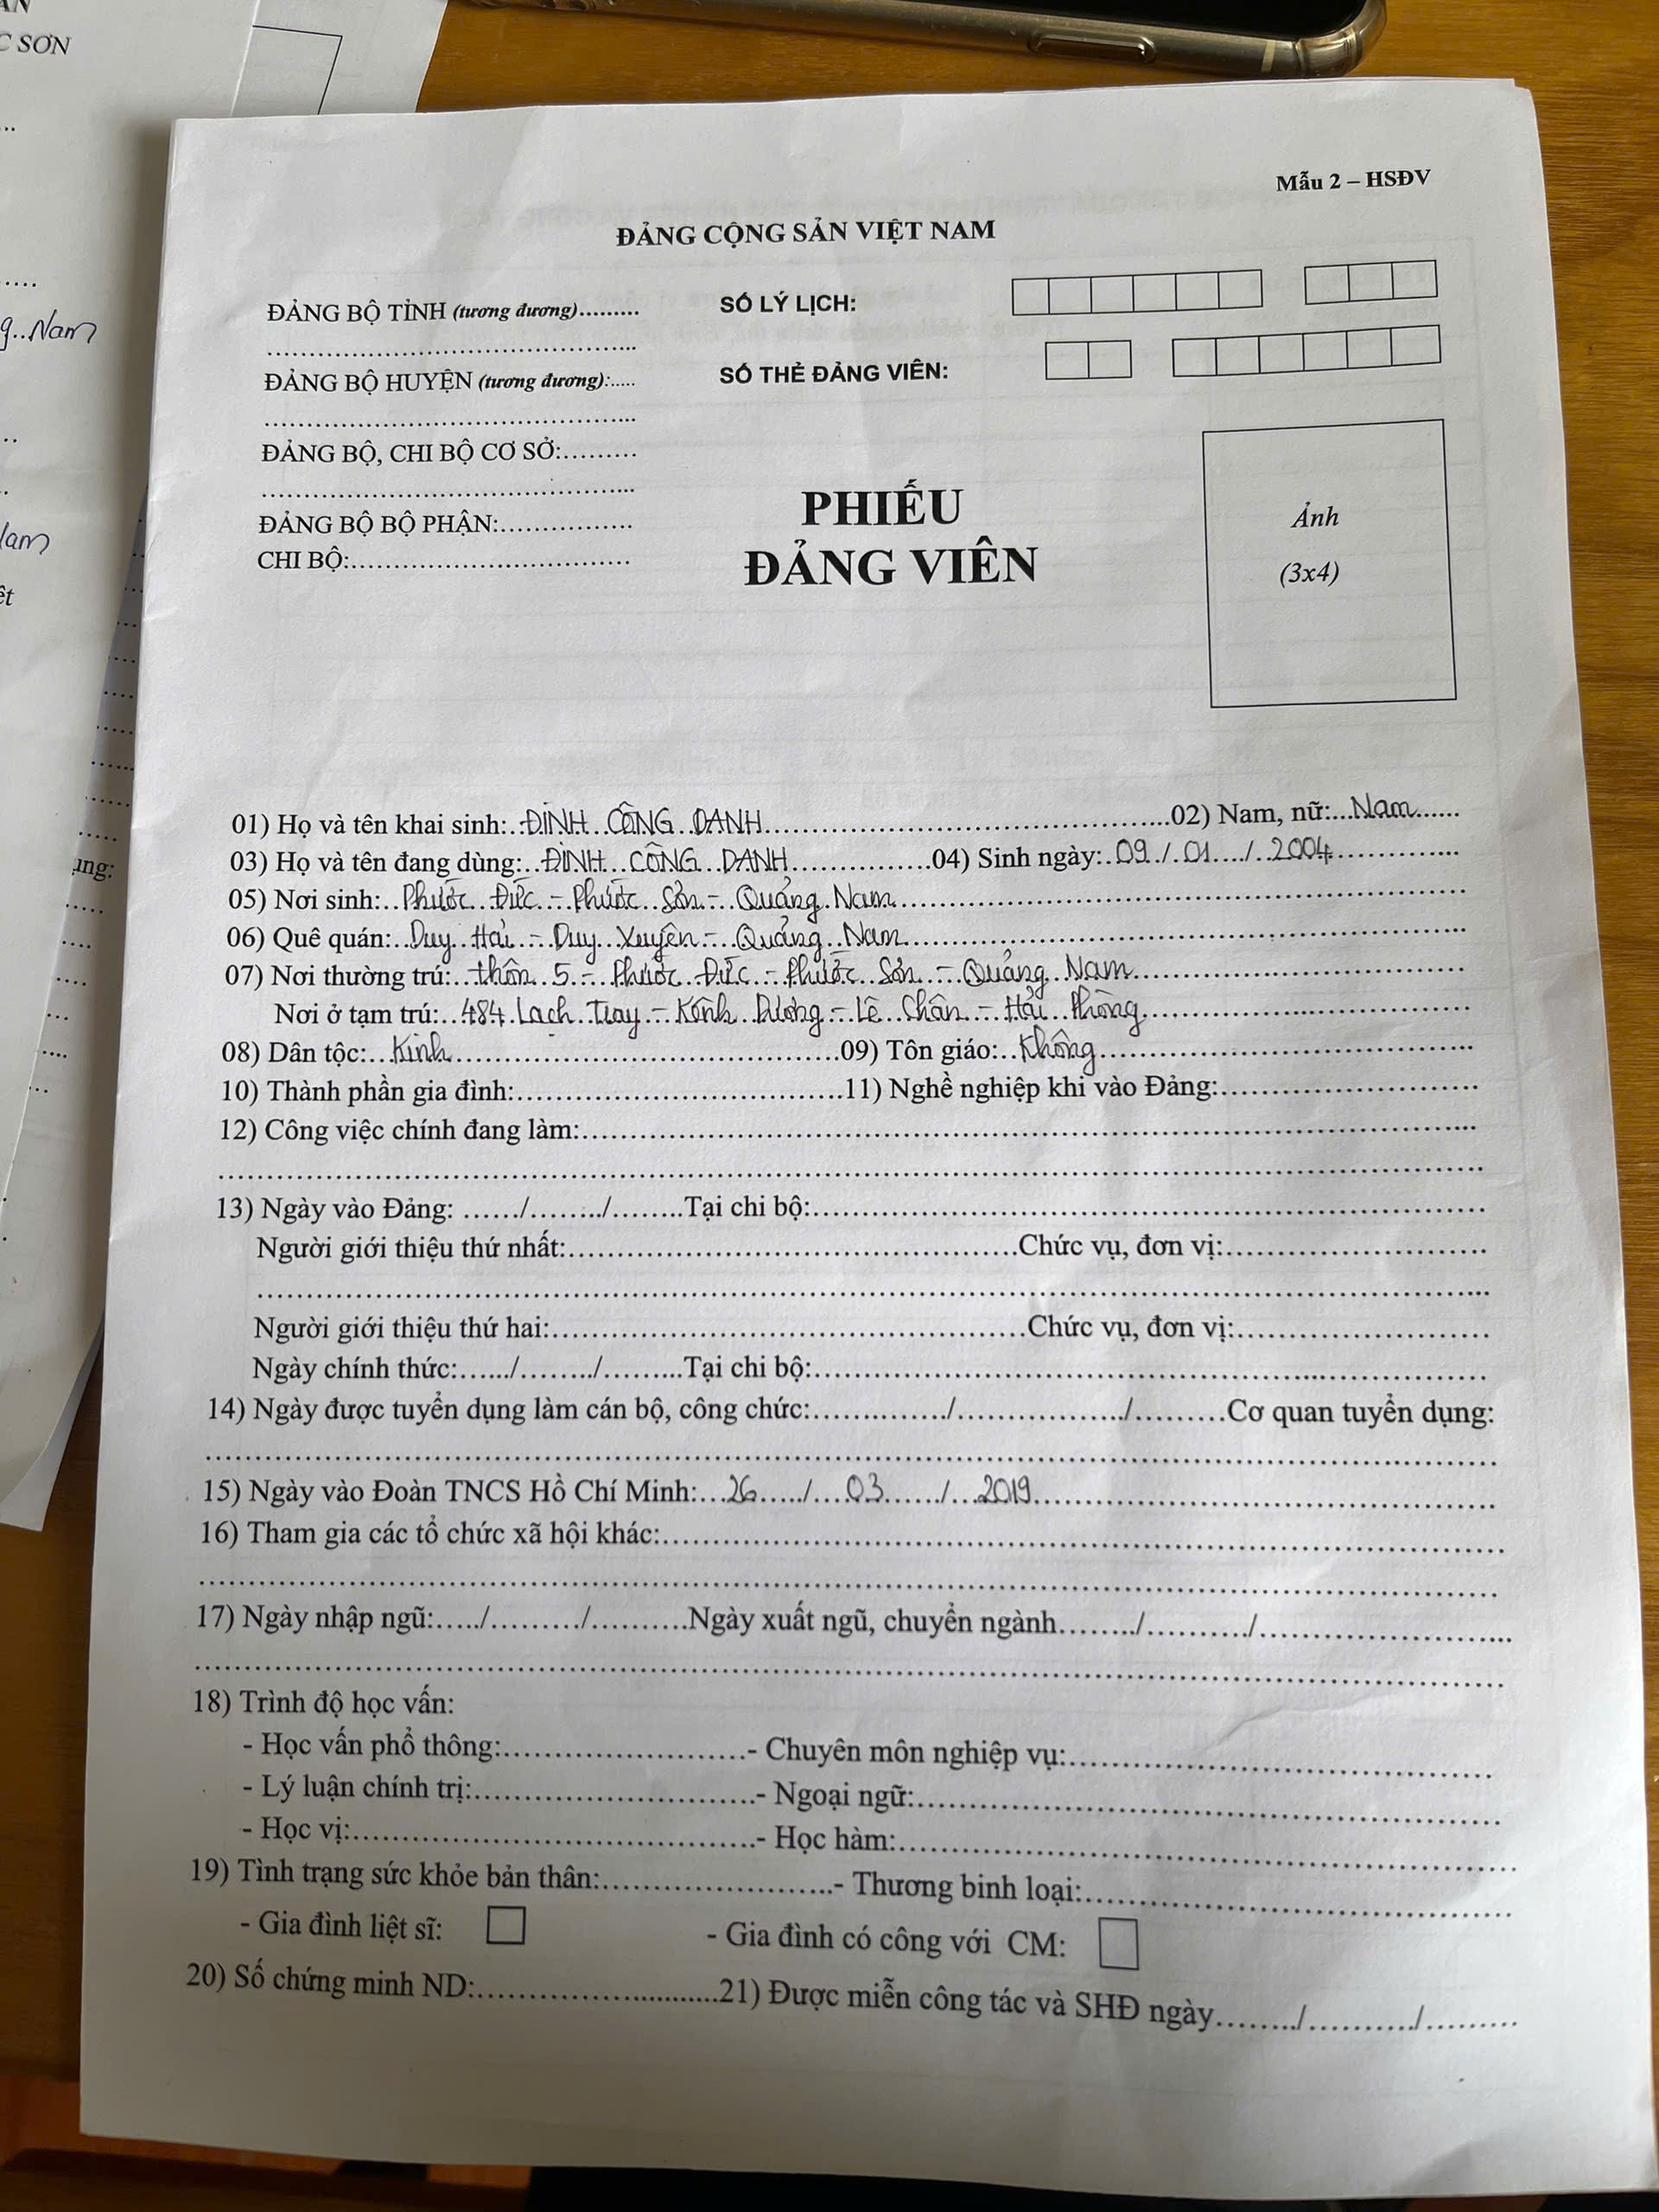 C SƠN
g..Nam
ung:
Mẫu 2 – HSĐV
ĐẢNG CỘNG SẢN VIỆT NAM
ĐẢNG BỘ TỈNH (tương đương).........
SỐ LÝ LỊCH:
ĐẢNG BỘ HUYỆN (tương đương):.....
SỐ THẺ ĐẢNG VIÊN:
ĐẢNG BỘ, CHI BỘ CƠ SỞ:.........
ĐẢNG BỘ BỘ PHẬN:................
CHI BỘ:..................................
PHIẾU
ĐẢNG VIÊN
Ảnh
(3x4)
01) Họ và tên khai sinh: ĐINH CÔNG DANH 02) Nam, nữ: Nam
03) Họ và tên đang dùng: ĐINH CÔNG DANH 04) Sinh ngày: 09 / 01 / 2004
05) Nơi sinh: Phước Đức - Phước Sơn - Quảng Nam
06) Quê quán: Duy Hải - Duy Xuyên - Quảng Nam
07) Nơi thường trú: thôn 5 - Phước Đức - Phước Sơn - Quảng Nam
Nơi ở tạm trú: 484 Lạch Tray - Kênh Dương - Lê Chân - Hải Phòng
08) Dân tộc: Kinh 09) Tôn giáo: Không
10) Thành phần gia đình: 11) Nghề nghiệp khi vào Đảng:
12) Công việc chính đang làm:
13) Ngày vào Đảng: ....../......../........Tại chi bộ:
Người giới thiệu thứ nhất: Chức vụ, đơn vị:
Người giới thiệu thứ hai: Chức vụ, đơn vị:
Ngày chính thức:....../......../.........Tại chi bộ:
14) Ngày được tuyển dụng làm cán bộ, công chức:............../................../.........Cơ quan tuyển dụng:
15) Ngày vào Đoàn TNCS Hồ Chí Minh: 26 / 03 / 2019
16) Tham gia các tổ chức xã hội khác:
17) Ngày nhập ngũ:...../........./..........Ngày xuất ngũ, chuyển ngành......../........../
18) Trình độ học vấn:
- Học vấn phổ thông: - Chuyên môn nghiệp vụ:
- Lý luận chính trị: - Ngoại ngữ:
- Học vị: - Học hàm:
19) Tình trạng sức khỏe bản thân: - Thương binh loại:
- Gia đình liệt sĩ: - Gia đình có công với CM:
20) Số chứng minh ND: 21) Được miễn công tác và SHĐ ngày......../........../.........